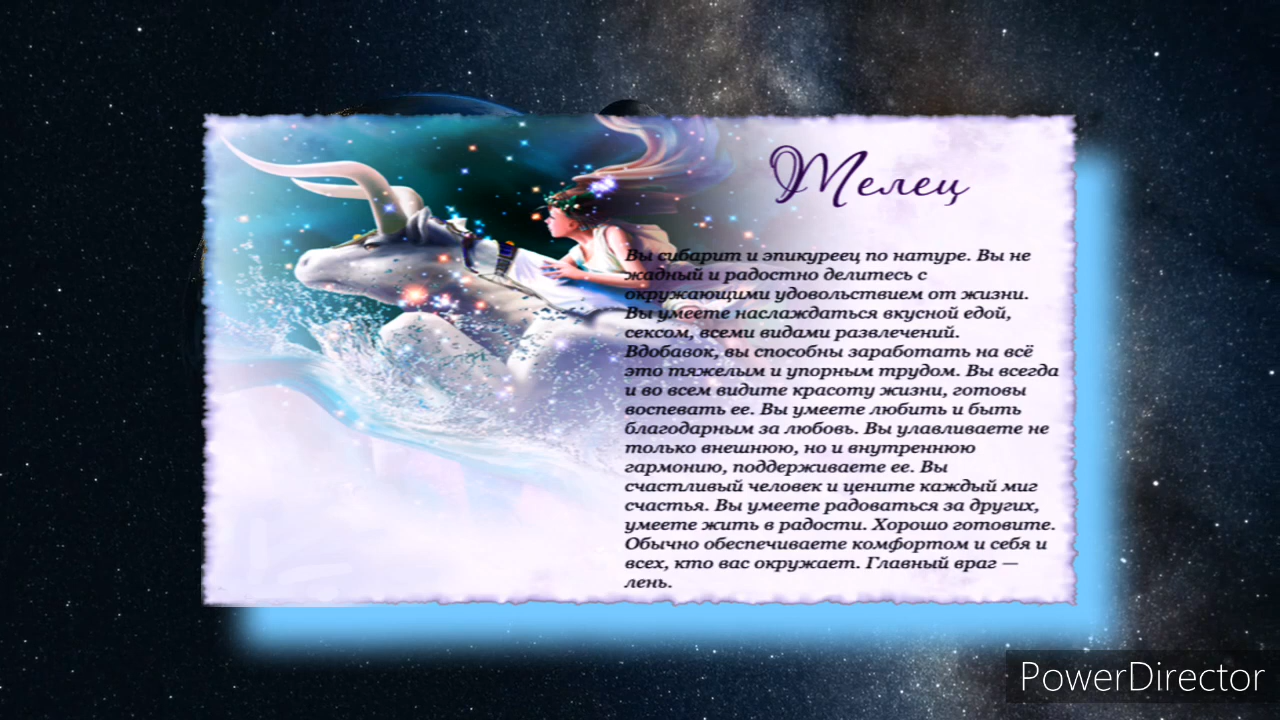 Телец
Вы сибарит и эпикуреец по натуре. Вы не
жадный и радостно делитесь с
окружающими удовольствием от жизни.
Вы умеете наслаждаться вкусной едой,
сексом, всеми видами развлечений.
Вдобавок, вы способны заработать на всё
это тяжелым и упорным трудом. Вы всегда
и во всем видите красоту жизни, готовы
воспевать ее. Вы умеете любить и быть
благодарным за любовь. Вы улавливаете не
только внешнюю, но и внутреннюю
гармонию, поддерживаете ее. Вы
счастливый человек и цените каждый миг
счастья. Вы умеете радоваться за других,
умеете жить в радости. Хорошо готовите.
Обычно обеспечиваете комфортом и себя и
всех, кто вас окружает. Главный враг —
лень.
PowerDirector